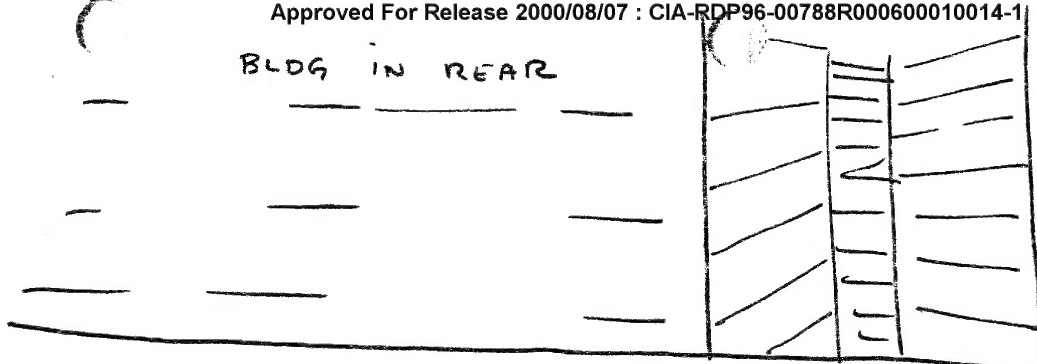 Approved For Release 2000/08/07 : CIA-RDP96-00788R000600010014-1
BLDG IN REAR